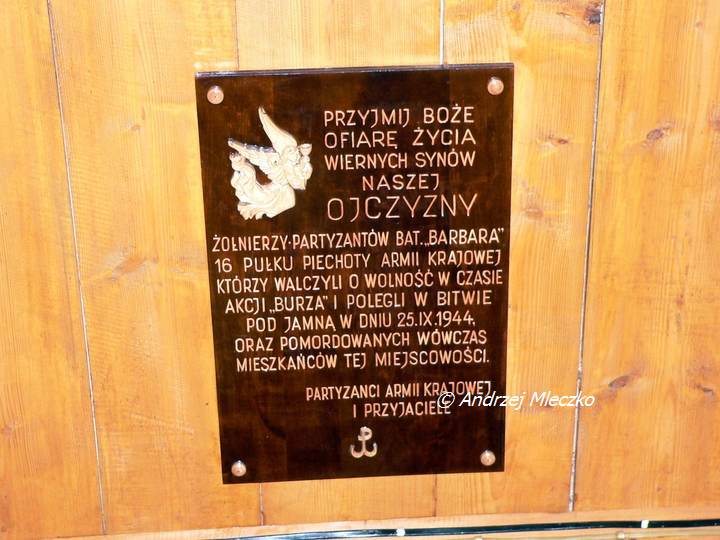 PRZYJMIJ BOŻE
OFIARĘ ŻYCIA
WIERNYCH SYNÓW
NASZEJ
OJCZYZNY
ŻOŁNIERZY-PARTYZANTÓW BAT. „BARBARA”
16 PUŁKU PIECHOTY ARMII KRAJOWEJ
KTÓRZY WALCZYLI O WOLNOŚĆ W CZASIE
AKCJI „BURZA” I POLEGLI W BITWIE
POD JAMNĄ W DNIU 25.IX.1944,
ORAZ POMORDOWANYCH WÓWCZAS
MIESZKAŃCÓW TEJ MIEJSCOWOŚCI.
PARTYZANCI ARMII KRAJOWEJ
I PRZYJACIELE
© Andrzej Mleczko